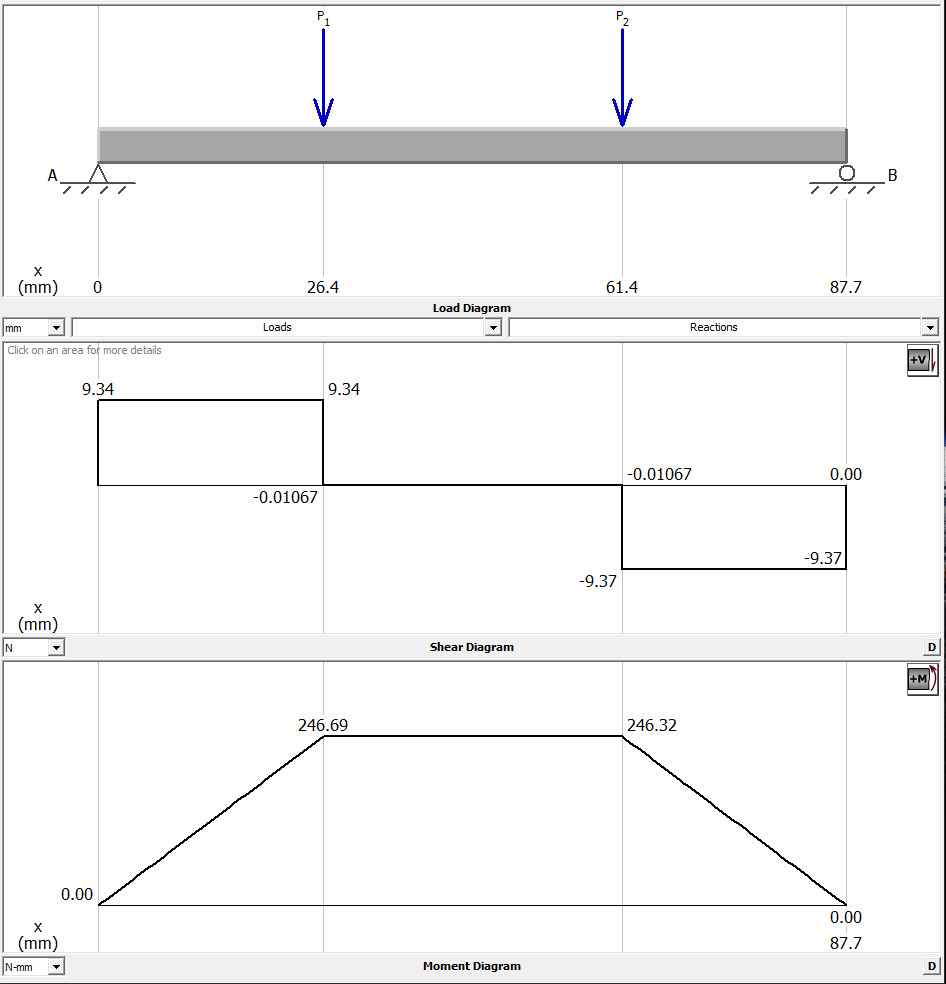 P1 P2
A B
x
(mm) 0 26.4 61.4 87.7
Load Diagram
mm Loads Reactions
Click on an area for more details
+V
9.34 9.34
-0.01067 0.00
-0.01067
-9.37
-9.37
x
(mm)
N Shear Diagram D
+M
246.69 246.32
0.00
0.00
x
(mm) 87.7
N-mm Moment Diagram D